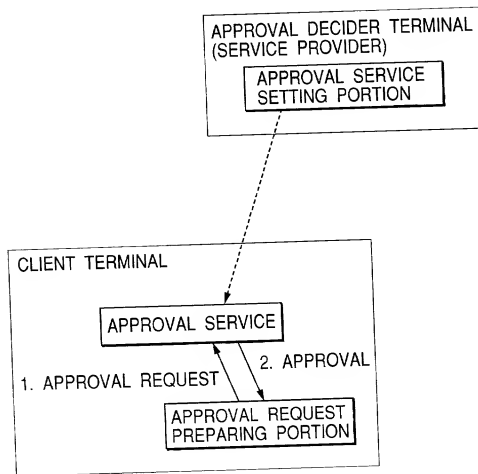 APPROVAL DECIDER TERMINAL
(SERVICE PROVIDER)
APPROVAL SERVICE
SETTING PORTION
CLIENT TERMINAL
APPROVAL SERVICE
1. APPROVAL REQUEST
2. APPROVAL
APPROVAL REQUEST
PREPARING PORTION